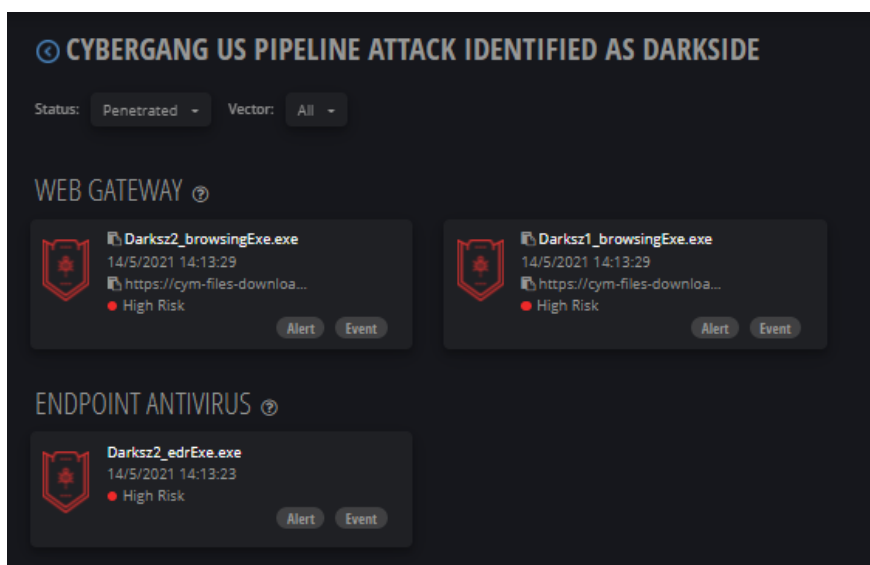 CYBERGANG US PIPELINE ATTACK IDENTIFIED AS DARKSIDE
Status: Penetrated Vector: All
WEB GATEWAY
Darksz2_browsingExe.exe
14/5/2021 14:13:29
https://cym-files-downloa...
High Risk
Alert Event
Darksz1_browsingExe.exe
14/5/2021 14:13:29
https://cym-files-downloa...
High Risk
Alert Event
ENDPOINT ANTIVIRUS
Darksz2_edrExe.exe
14/5/2021 14:13:23
High Risk
Alert Event